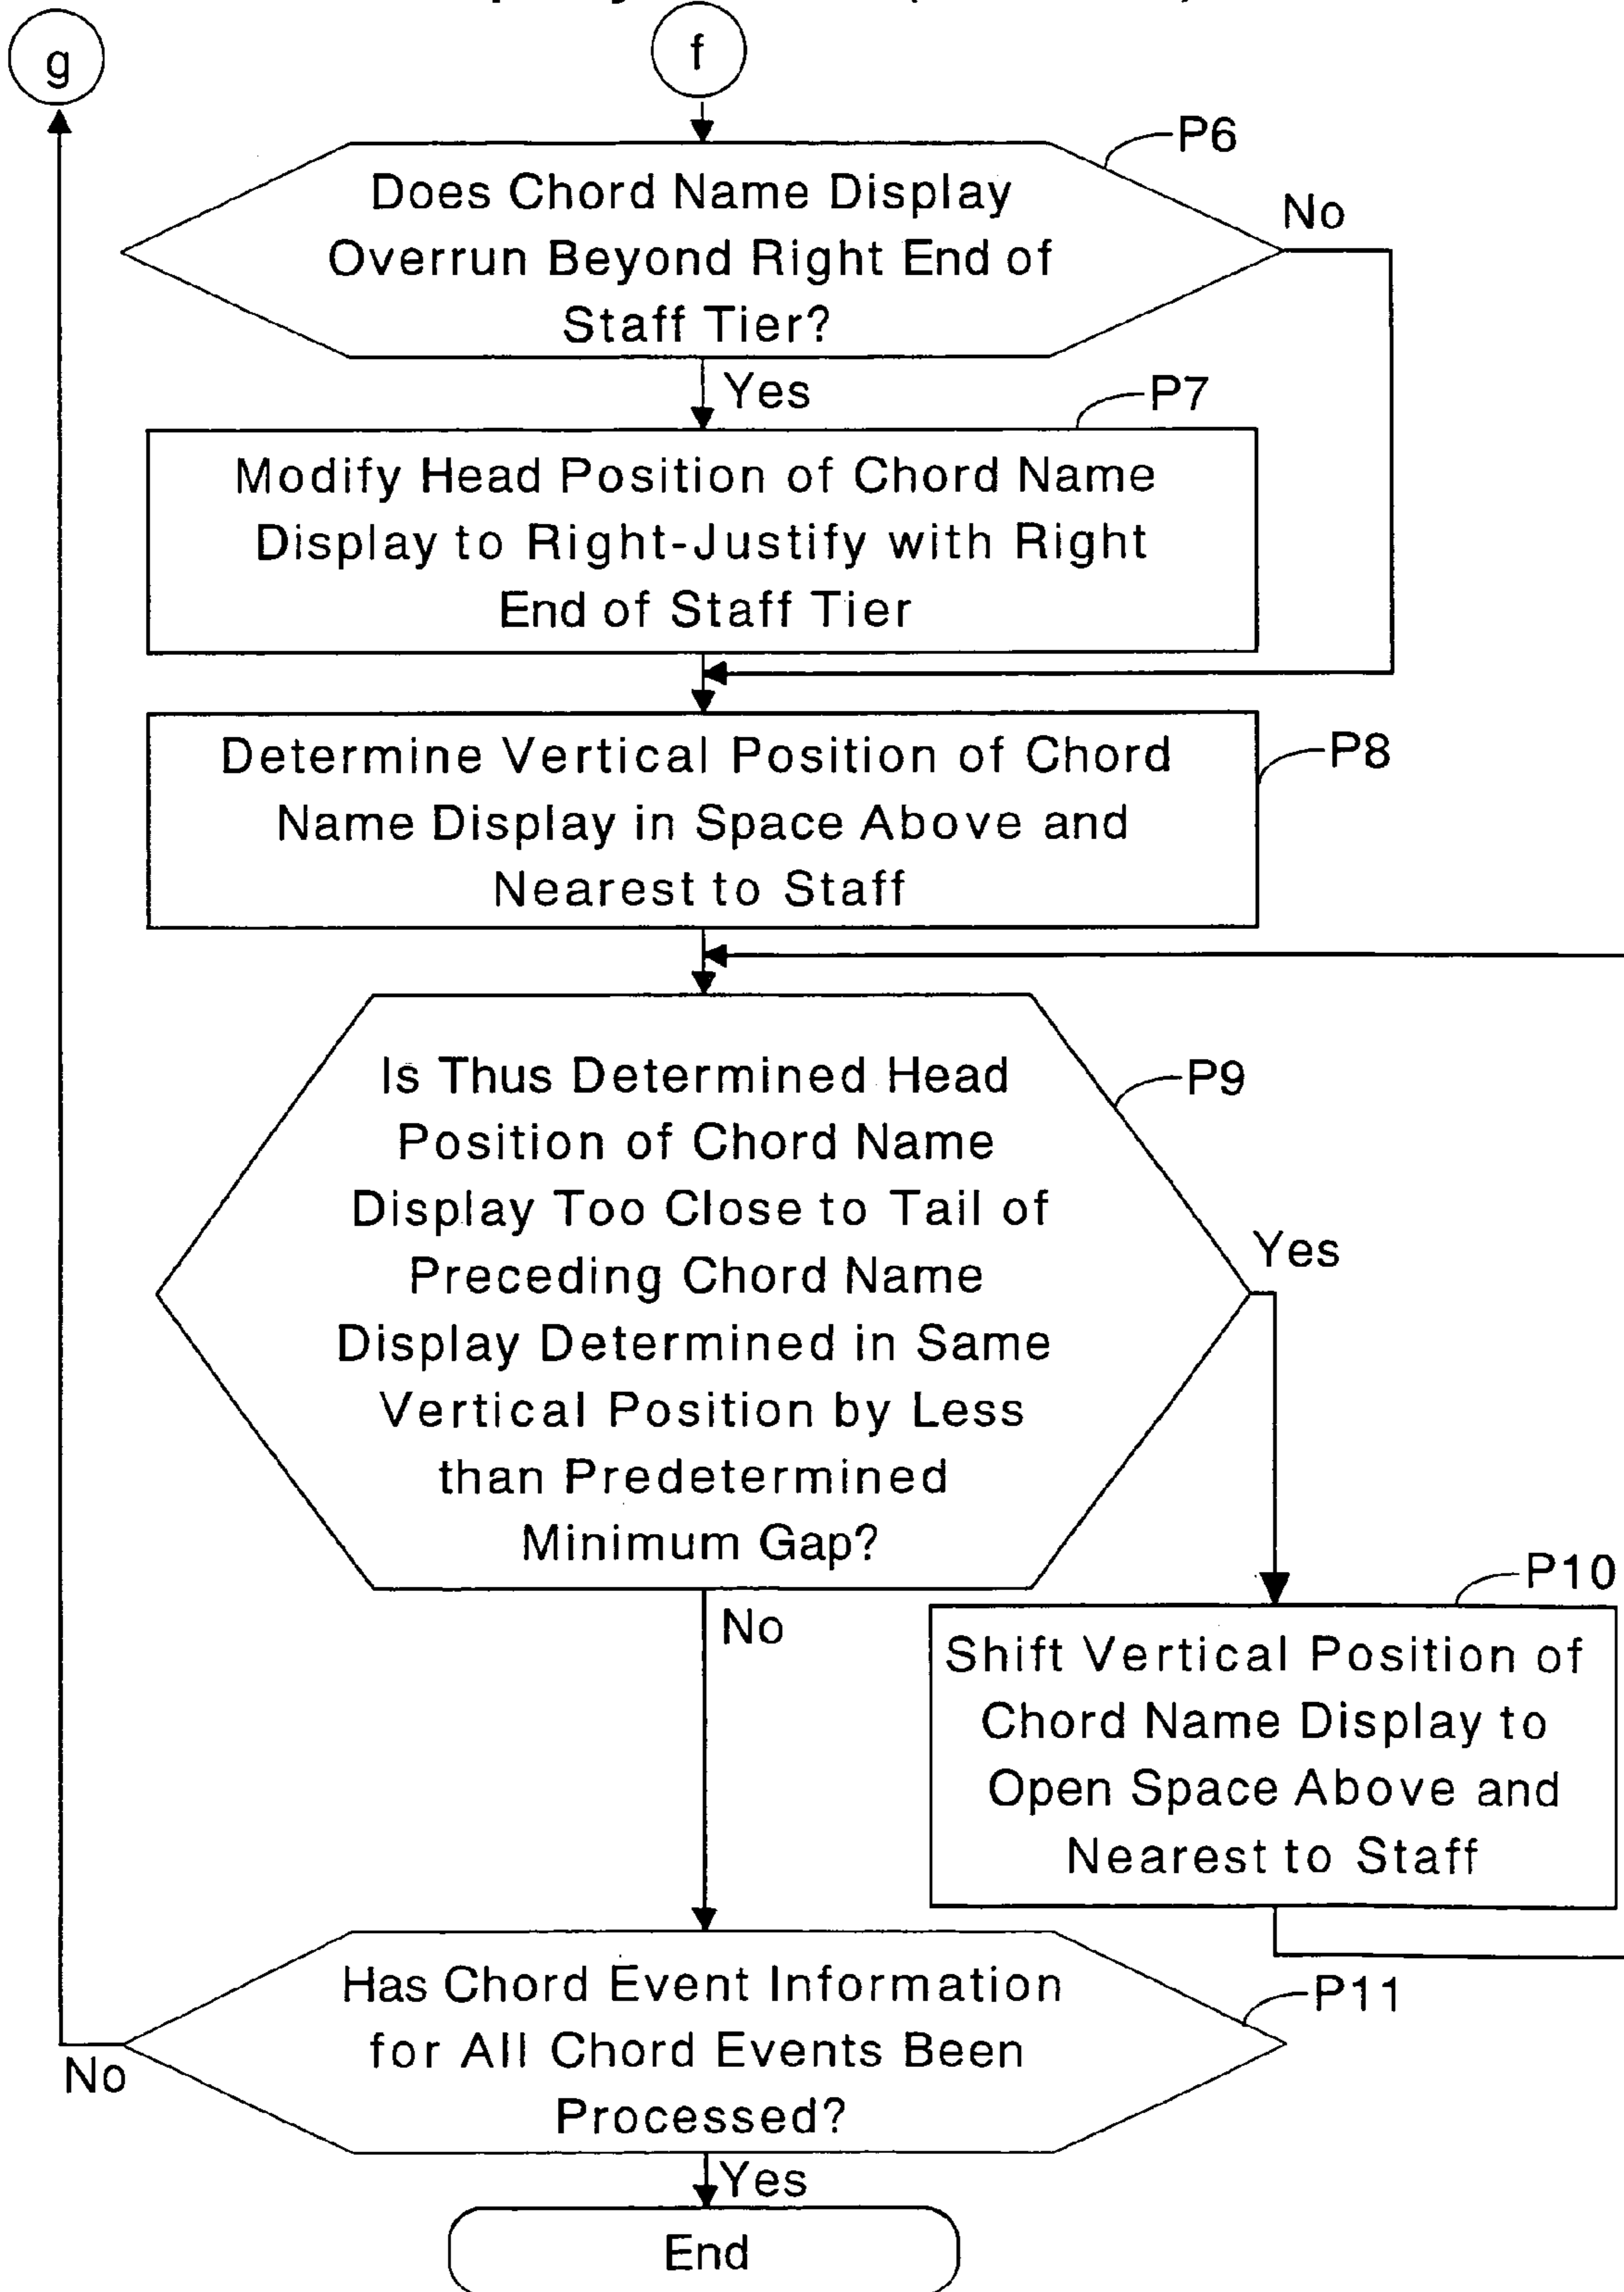 g
f
P6
Does Chord Name Display
Overrun Beyond Right End of
Staff Tier?
No
Yes
P7
Modify Head Position of Chord Name
Display to Right-Justify with Right
End of Staff Tier
P8
Determine Vertical Position of Chord
Name Display in Space Above and
Nearest to Staff
P9
Is Thus Determined Head
Position of Chord Name
Display Too Close to Tail of
Preceding Chord Name
Display Determined in Same
Vertical Position by Less
than Predetermined
Minimum Gap?
Yes
No
P10
Shift Vertical Position of
Chord Name Display to
Open Space Above and
Nearest to Staff
P11
Has Chord Event Information
for All Chord Events Been
Processed?
No
Yes
End